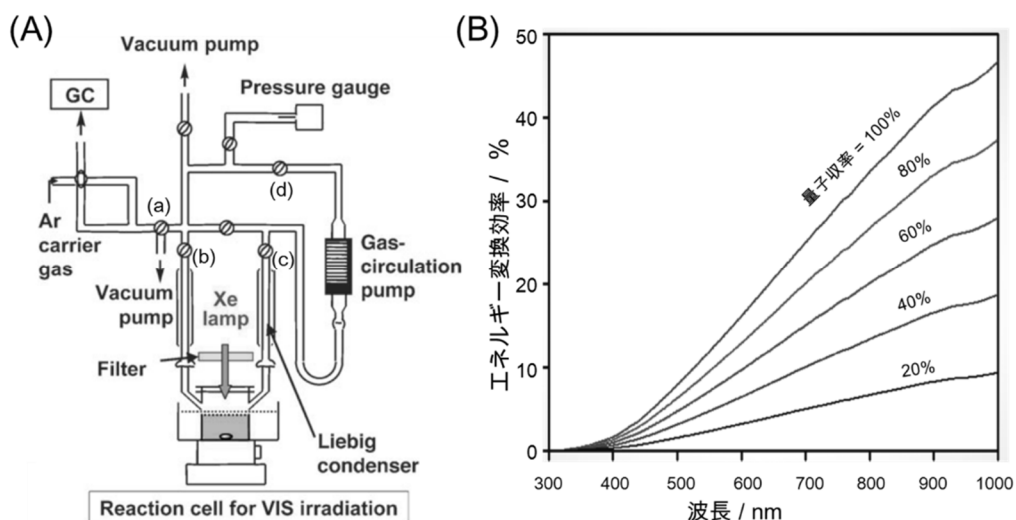 (A)
Vacuum pump
GC
Pressure gauge
(d)
(a)
Ar
carrier
gas
(b)
(c)
Gas-
circulation
pump
Vacuum
pump
Xe
lamp
Filter
Liebig
condenser
Reaction cell for VIS irradiation
(B)
エネルギー変換効率 / %
50
40
30
20
10
0
量子収率 = 100%
80%
60%
40%
20%
300
400
500
600
700
800
900
1000
波長 / nm